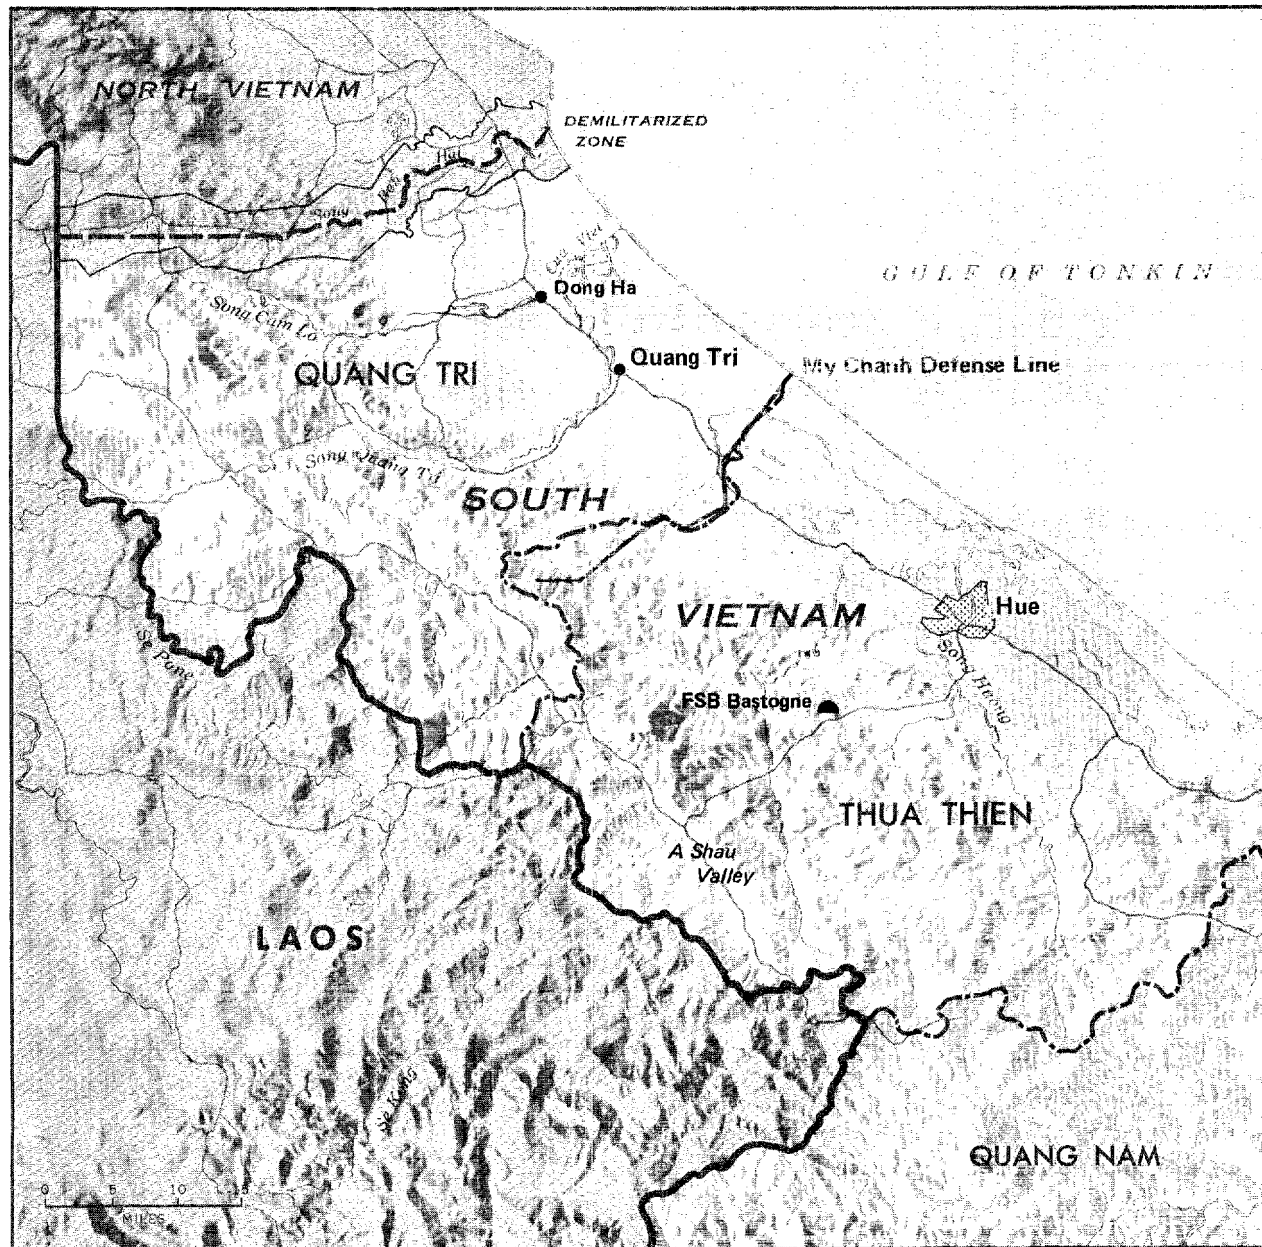 NORTH VIETNAM
DEMILITARIZED
ZONE
Song Ben Hai
GULF OF TONKIN
Cua Viet
Dong Ha
Song Cam Lo
Quang Tri
My Chanh Defense Line
QUANG TRI
Song Quang Tri
SOUTH
VIETNAM
Hue
Se Pone
Song Huong
FSB Bastogne
THUA THIEN
A Shau
Valley
LAOS
Se Kong
QUANG NAM
0 5 10 15
MILES